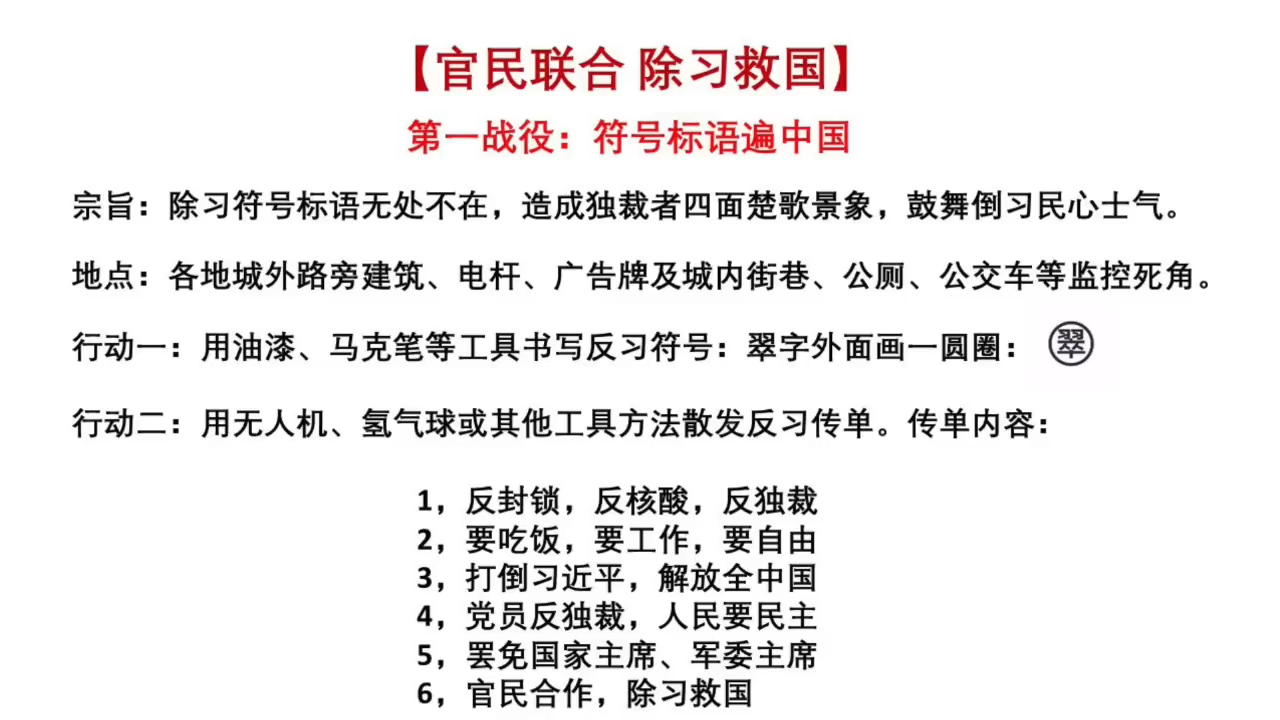 【官民联合 除习救国】
第一战役：符号标语遍中国
宗旨：除习符号标语无处不在，造成独裁者四面楚歌景象，鼓舞倒习民心士气。
地点：各地城外路旁建筑、电杆、广告牌及城内街巷、公厕、公交车等监控死角。
行动一：用油漆、马克笔等工具书写反习符号：翠字外面画一圆圈： 翠
行动二：用无人机、氢气球或其他工具方法散发反习传单。传单内容：
1，反封锁，反核酸，反独裁
2，要吃饭，要工作，要自由
3，打倒习近平，解放全中国
4，党员反独裁，人民要民主
5，罢免国家主席、军委主席
6，官民合作，除习救国